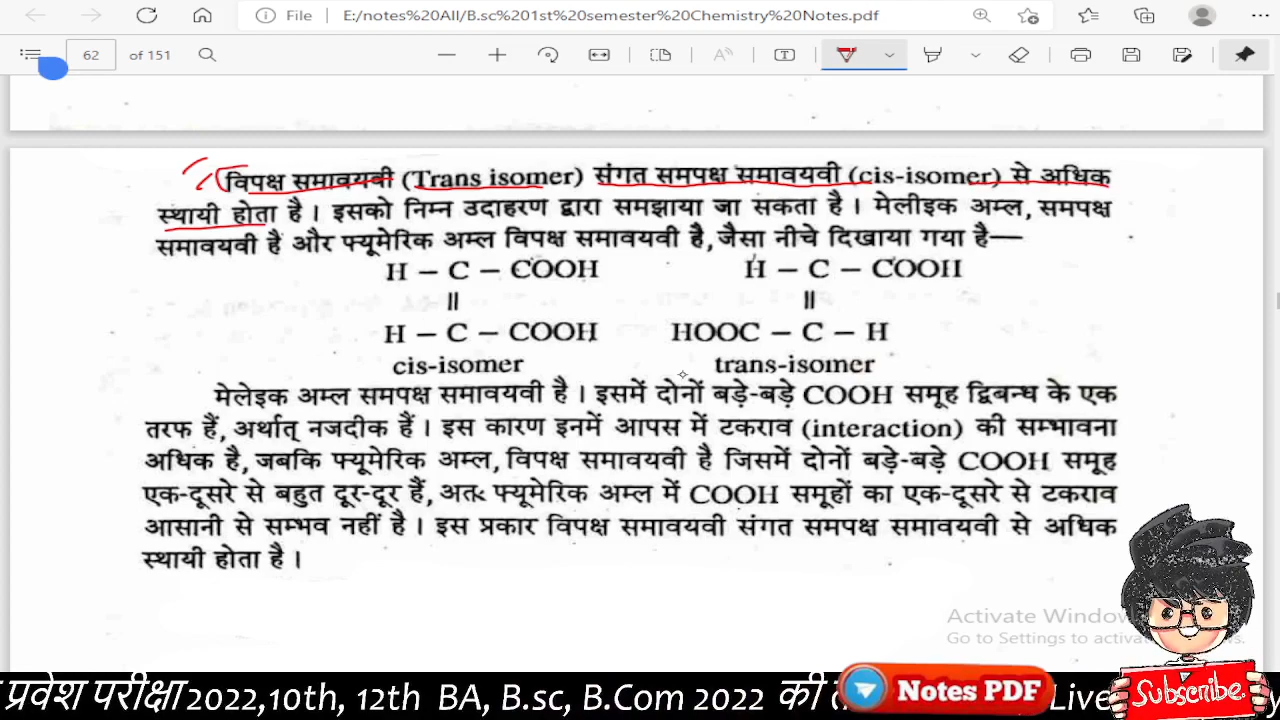 File
E:/notes%20All/B.sc%201st%20semester%20Chemistry%20Notes.pdf
62 of 151
विपक्ष समावयवी (Trans isomer) संगत समपक्ष समावयवी (cis-isomer) से अधिक
स्थायी होता है। इसको निम्न उदाहरण द्वारा समझाया जा सकता है। मेलीइक अम्ल, समपक्ष
समावयवी है और फ्यूमेरिक अम्ल विपक्ष समावयवी है, जैसा नीचे दिखाया गया है—
H – C – COOH H – C – COOH
|| ||
H – C – COOH HOOC – C – H
cis-isomer trans-isomer
मेलेइक अम्ल समपक्ष समावयवी है। इसमें दोनों बड़े-बड़े COOH समूह द्विबन्ध के एक
तरफ हैं, अर्थात् नजदीक हैं। इस कारण इनमें आपस में टकराव (interaction) की सम्भावना
अधिक है, जबकि फ्यूमेरिक अम्ल, विपक्ष समावयवी है जिसमें दोनों बड़े-बड़े COOH समूह
एक-दूसरे से बहुत दूर-दूर हैं, अतः फ्यूमेरिक अम्ल में COOH समूहों का एक-दूसरे से टकराव
आसानी से सम्भव नहीं है। इस प्रकार विपक्ष समावयवी संगत समपक्ष समावयवी से अधिक
स्थायी होता है।
Activate Window
Go to Settings to activa
प्रवेश परीक्षा 2022,10th, 12th BA, B.sc, B.Com 2022 की Live
Notes PDF
Subscribe